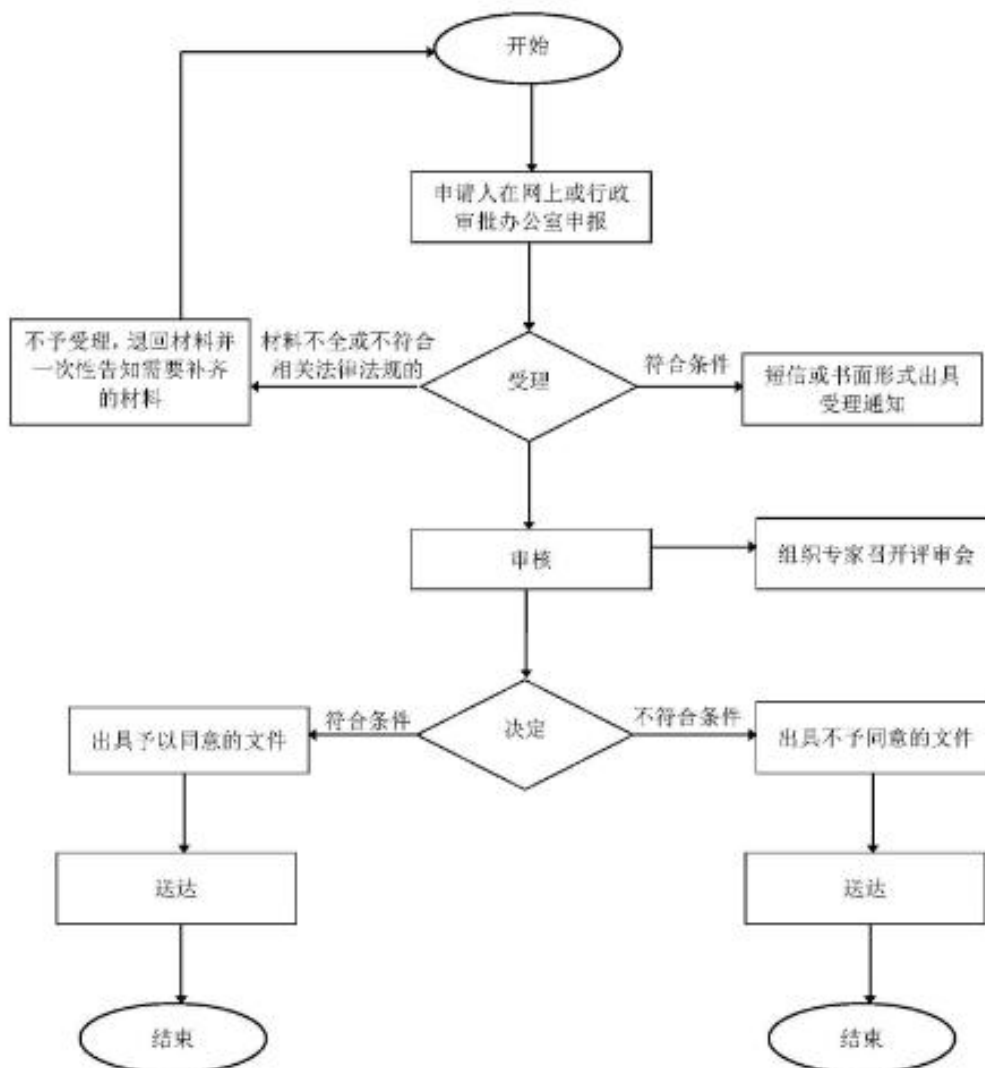 开始
申请人在网上或行政
审批办公室申报
不予受理，退回材料并
一次性告知需要补齐
的材料
材料不全或不符合
相关法律法规的
受理
符合条件
短信或书面形式出具
受理通知
审核
组织专家召开评审会
出具予以同意的文件
符合条件
决定
不符合条件
出具不予同意的文件
送达
送达
结束
结束